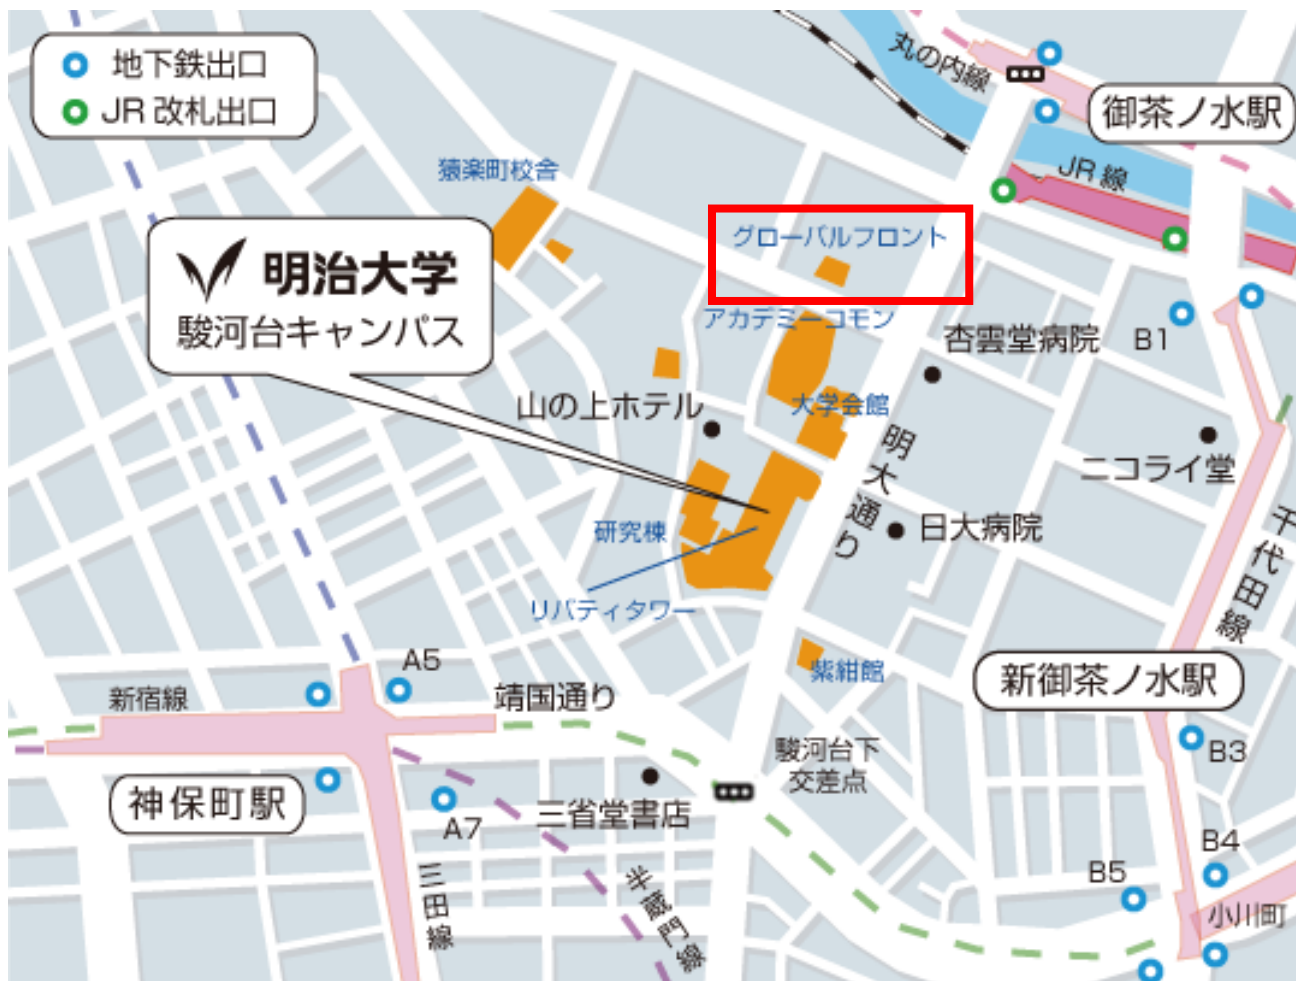 地下鉄出口
JR 改札出口
丸の内線
御茶ノ水駅
JR 線
猿楽町校舎
グローバルフロント
明治大学
駿河台キャンパス
アカデミーコモン
杏雲堂病院
B1
山の上ホテル
大学会館
明大通り
ニコライ堂
研究棟
日大病院
千代田線
リバティタワー
紫紺館
新御茶ノ水駅
A5
新宿線
靖国通り
駿河台下
交差点
B3
神保町駅
A7
三省堂書店
B4
B5
三田線
半蔵門線
小川町